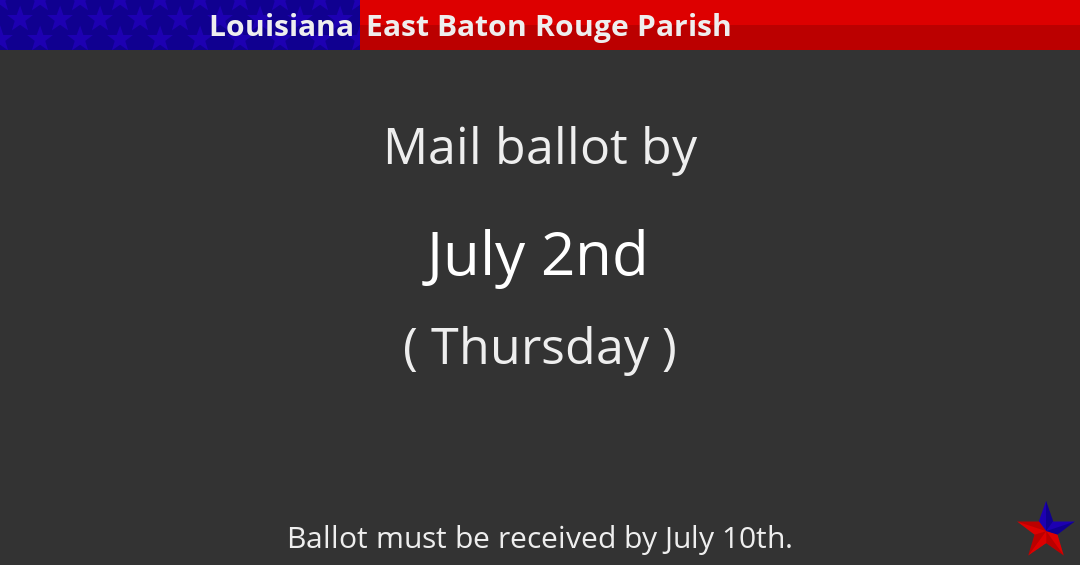 Louisiana East Baton Rouge Parish
Mail ballot by
July 2nd
( Thursday )
Ballot must be received by July 10th.